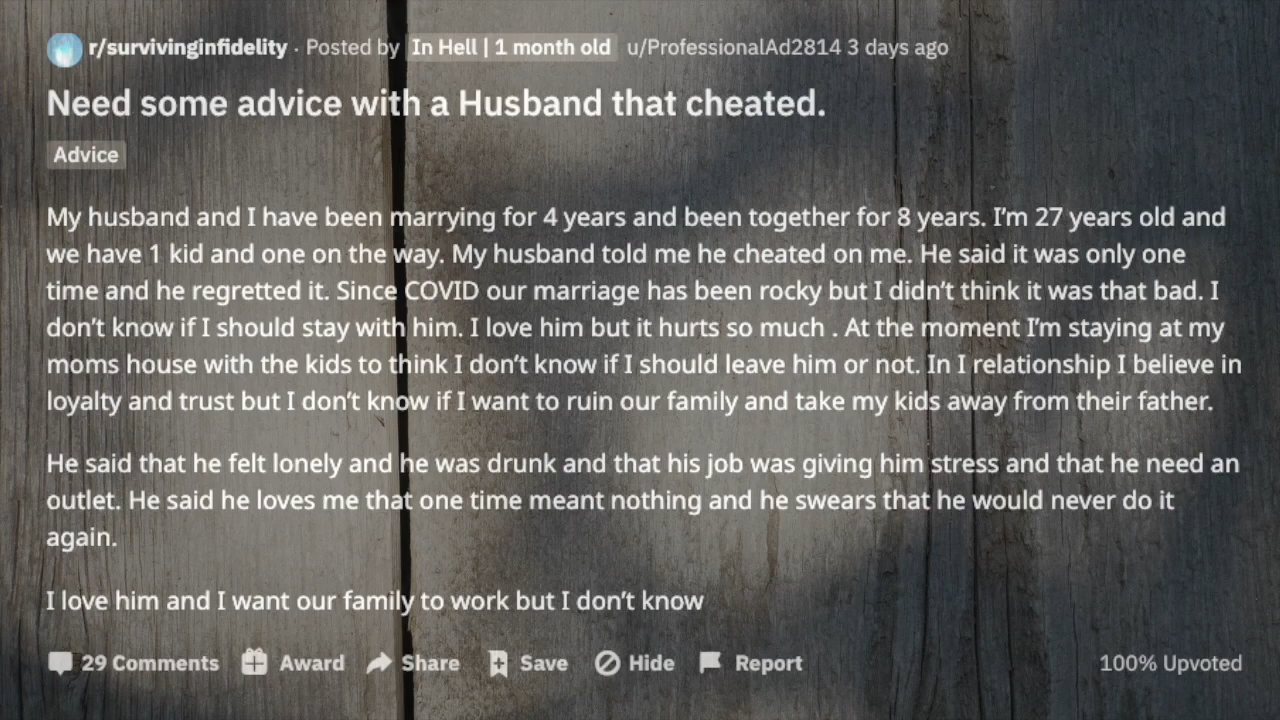 r/survivinginfidelity · Posted by In Hell | 1 month old u/ProfessionalAd2814 3 days ago
Need some advice with a Husband that cheated.
Advice
My husband and I have been marrying for 4 years and been together for 8 years. I'm 27 years old and
we have 1 kid and one on the way. My husband told me he cheated on me. He said it was only one
time and he regretted it. Since COVID our marriage has been rocky but I didn't think it was that bad. I
don't know if I should stay with him. I love him but it hurts so much . At the moment I'm staying at my
moms house with the kids to think I don't know if I should leave him or not. In I relationship I believe in
loyalty and trust but I don't know if I want to ruin our family and take my kids away from their father.
He said that he felt lonely and he was drunk and that his job was giving him stress and that he need an
outlet. He said he loves me that one time meant nothing and he swears that he would never do it
again.
I love him and I want our family to work but I don't know
29 Comments Award Share Save Hide Report 100% Upvoted